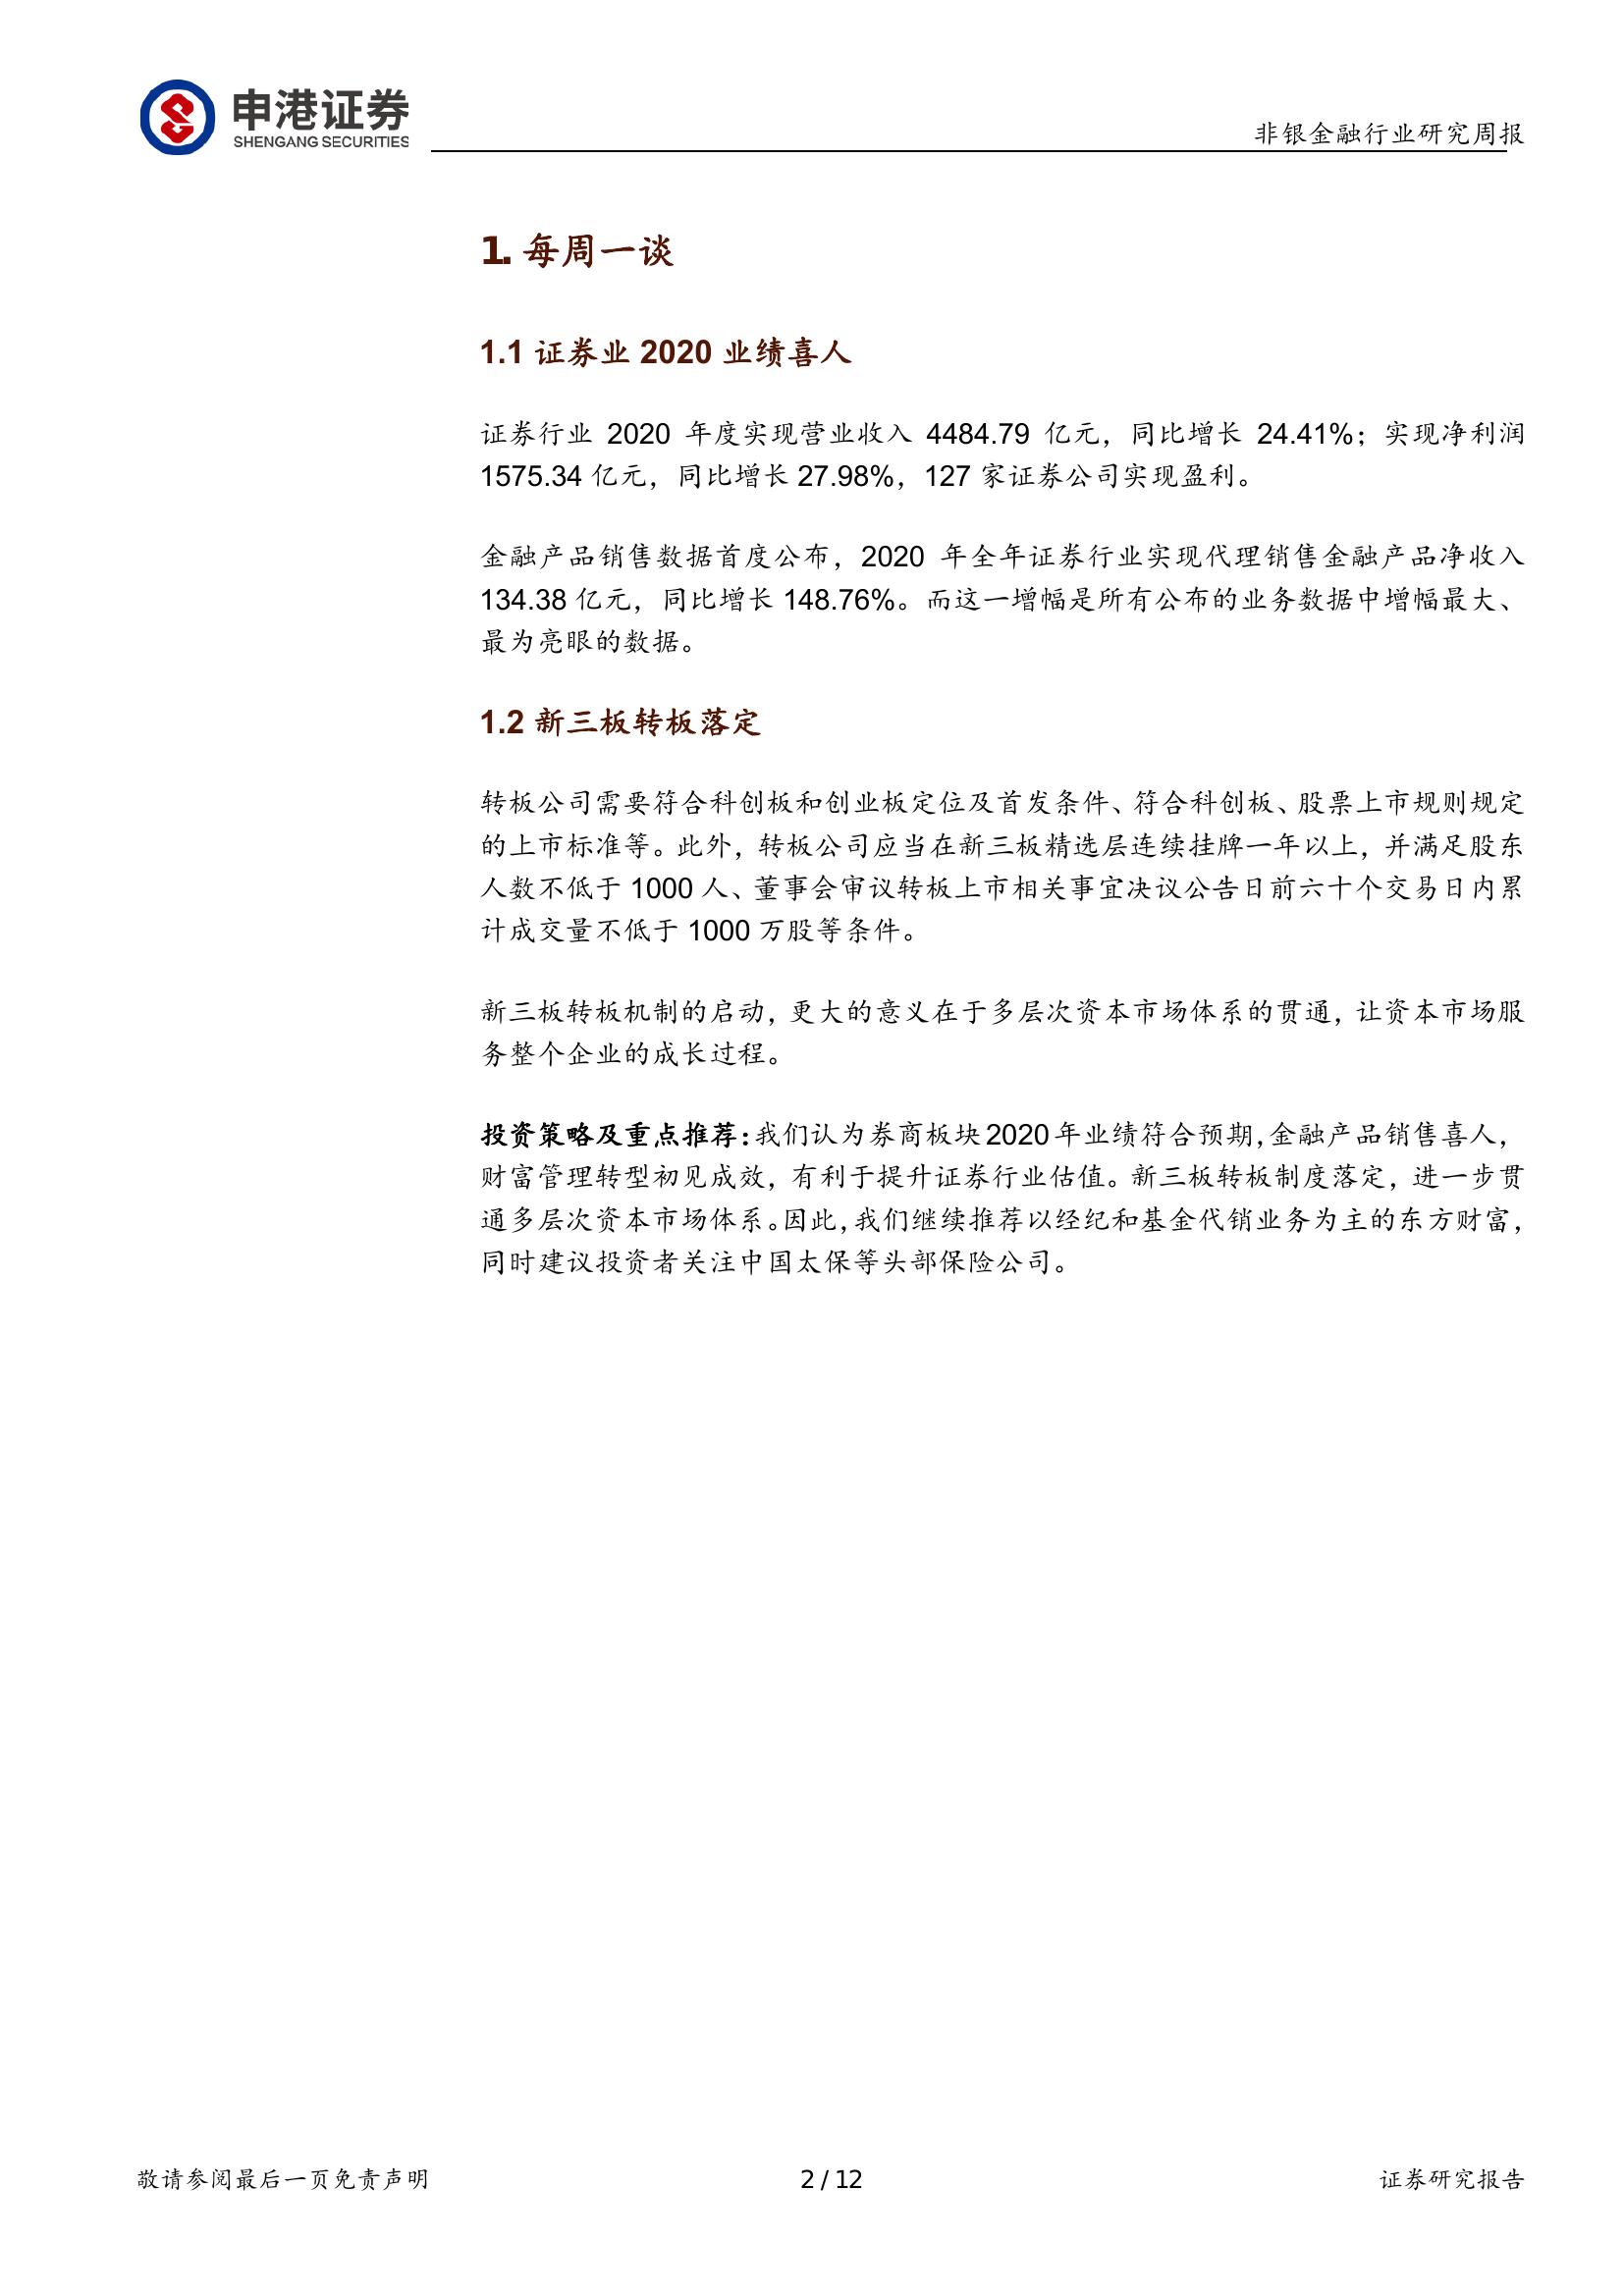 申港证券
SHENGANG SECURITIES
非银金融行业研究周报
1. 每周一谈
1.1 证券业 2020 业绩喜人
证券行业 2020 年度实现营业收入 4484.79 亿元，同比增长 24.41%；实现净利润
1575.34 亿元，同比增长 27.98%，127 家证券公司实现盈利。
金融产品销售数据首度公布，2020 年全年证券行业实现代理销售金融产品净收入
134.38 亿元，同比增长 148.76%。而这一增幅是所有公布的业务数据中增幅最大、
最为亮眼的数据。
1.2 新三板转板落定
转板公司需要符合科创板和创业板定位及首发条件、符合科创板、股票上市规则规定
的上市标准等。此外，转板公司应当在新三板精选层连续挂牌一年以上，并满足股东
人数不低于 1000 人、董事会审议转板上市相关事宜决议公告日前六十个交易日内累
计成交量不低于 1000 万股等条件。
新三板转板机制的启动，更大的意义在于多层次资本市场体系的贯通，让资本市场服
务整个企业的成长过程。
投资策略及重点推荐：我们认为券商板块 2020 年业绩符合预期，金融产品销售喜人，
财富管理转型初见成效，有利于提升证券行业估值。新三板转板制度落定，进一步贯
通多层次资本市场体系。因此，我们继续推荐以经纪和基金代销业务为主的东方财富，
同时建议投资者关注中国太保等头部保险公司。
敬请参阅最后一页免责声明
2 / 12
证券研究报告